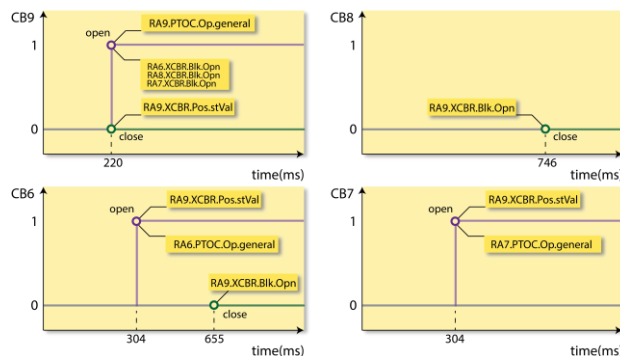 CB9
RA9.PTOC.Op.general
open
1
RA6.XCBR.Blk.Opn
RA8.XCBR.Blk.Opn
RA7.XCBR.Blk.Opn
RA9.XCBR.Pos.stVal
0
close
220
time(ms)
CB8
1
RA9.XCBR.Blk.Opn
0
close
746
time(ms)
CB6
RA9.XCBR.Pos.stVal
open
1
RA6.PTOC.Op.general
RA9.XCBR.Blk.Opn
0
close
304
655
time(ms)
CB7
RA9.XCBR.Pos.stVal
open
1
RA7.PTOC.Op.general
0
304
time(ms)